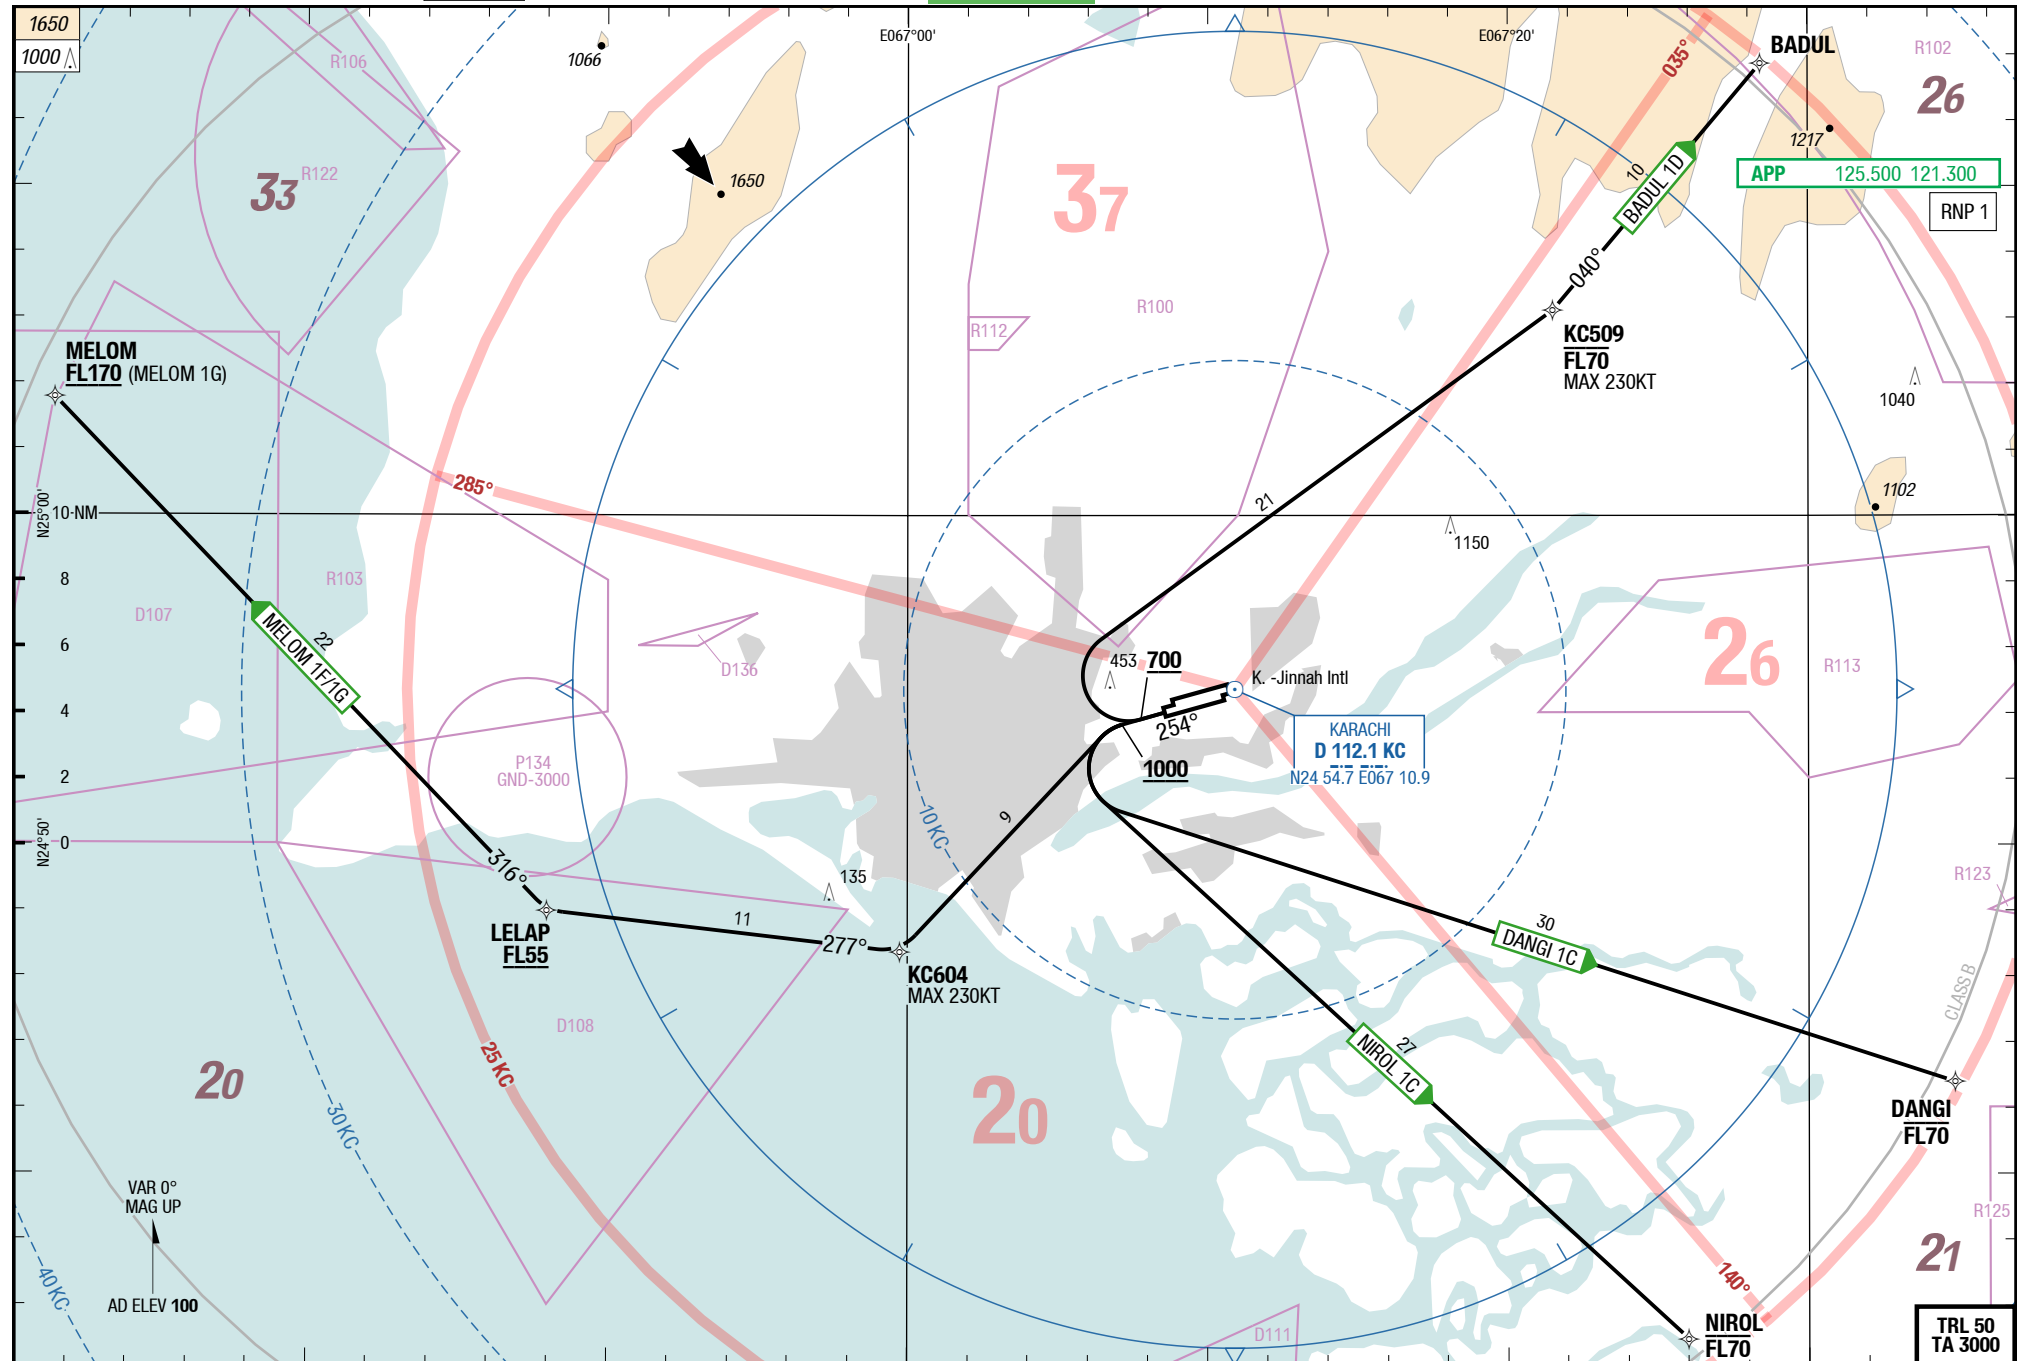 1650
1000
1066
E067°00'
E067°20'
035°
BADUL
R102
26
R106
33
R122
1650
37
10
BADUL 1D
1217
APP 125.500 121.300
RNP 1
040°
R100
R112
MELOM
FL170 (MELOM 1G)
KC509
FL70
MAX 230KT
1040
285°
21
1102
N25°00'
10 NM
1150
8
R103
D107
6
22
MELOM 1F/1G
D136
453
700
K. -Jinnah Intl
26
R113
4
254°
KARACHI
D 112.1 KC
N24 54.7 E067 10.9
P134
GND-3000
2
1000
N24°50'
0
9
10 KC
316°
135
R123
LELAP
FL55
11
277°
30
DANGI 1C
KC604
MAX 230KT
CLASS B
D108
27
NIROL 1C
25 KC
20
20
30 KC
DANGI
FL70
VAR 0°
MAG UP
R125
21
140°
40 KC
AD ELEV 100
D111
NIROL
FL70
TRL 50
TA 3000